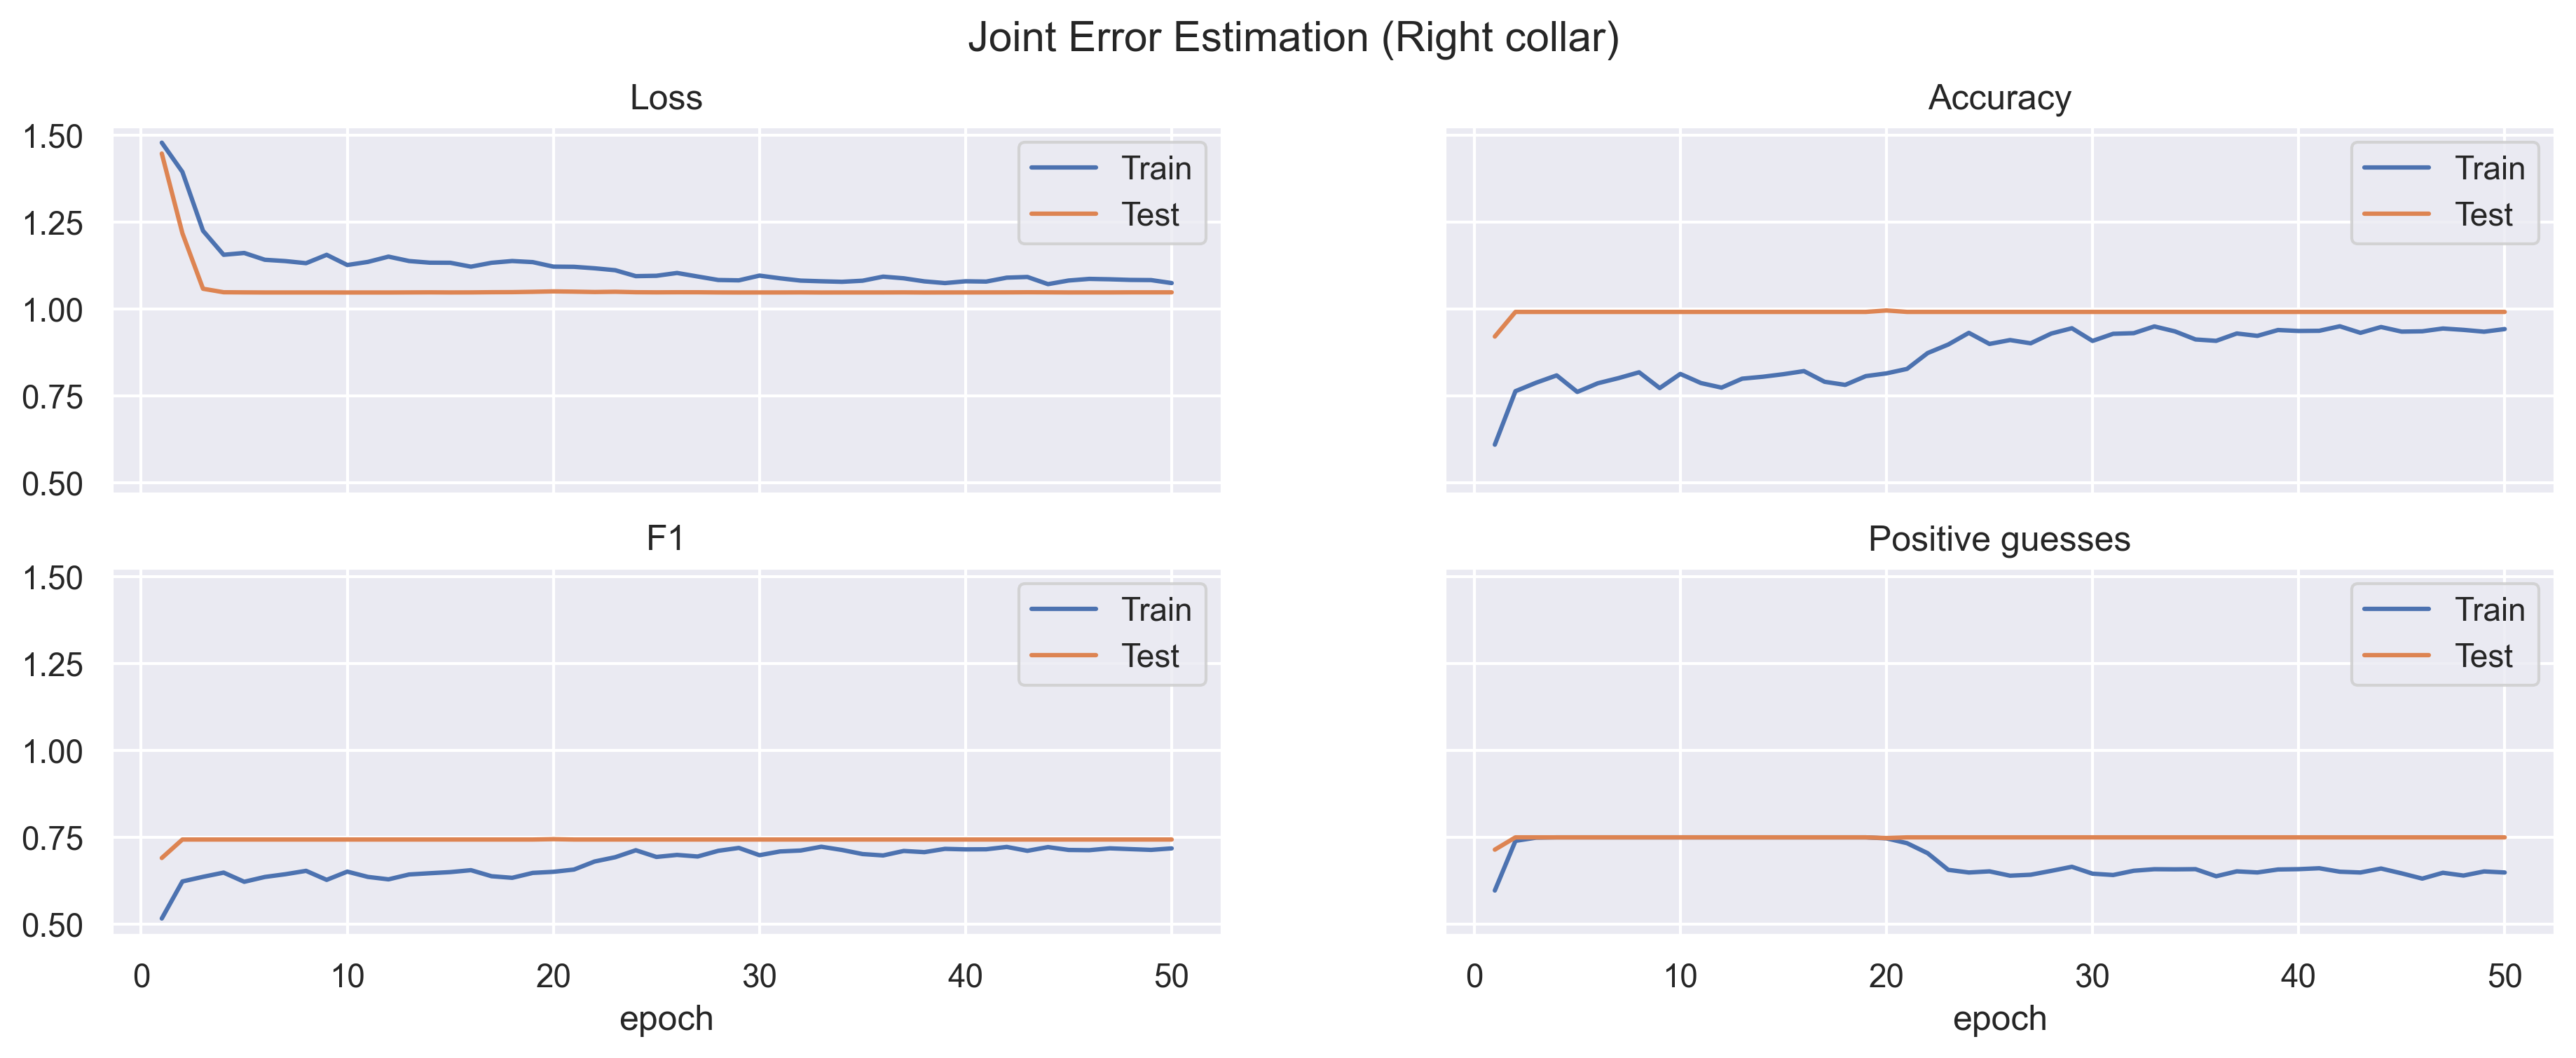 Joint Error Estimation (Right collar)
Loss
1.50
1.25
1.00
0.75
0.50
Train
Test
Accuracy
Train
Test
F1
1.50
1.25
1.00
0.75
0.50
0 10 20 30 40 50
epoch
Train
Test
Positive guesses
Train
Test
0 10 20 30 40 50
epoch